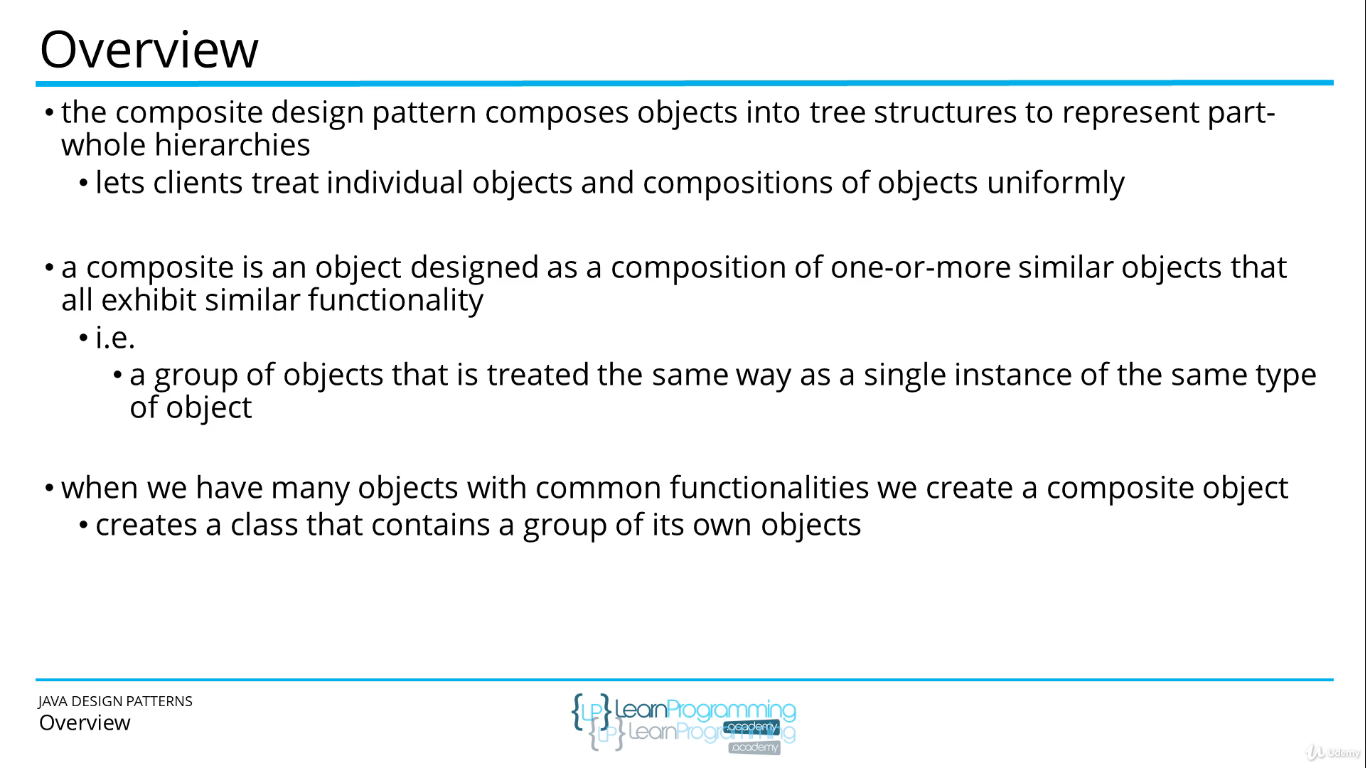 Overview
• the composite design pattern composes objects into tree structures to represent part-
whole hierarchies
• lets clients treat individual objects and compositions of objects uniformly
• a composite is an object designed as a composition of one-or-more similar objects that
all exhibit similar functionality
• i.e.
• a group of objects that is treated the same way as a single instance of the same type
of object
• when we have many objects with common functionalities we create a composite object
• creates a class that contains a group of its own objects
JAVA DESIGN PATTERNS
Overview
{LP} LearnProgramming
.academy
{LP} LearnProgramming
.academy
Udemy